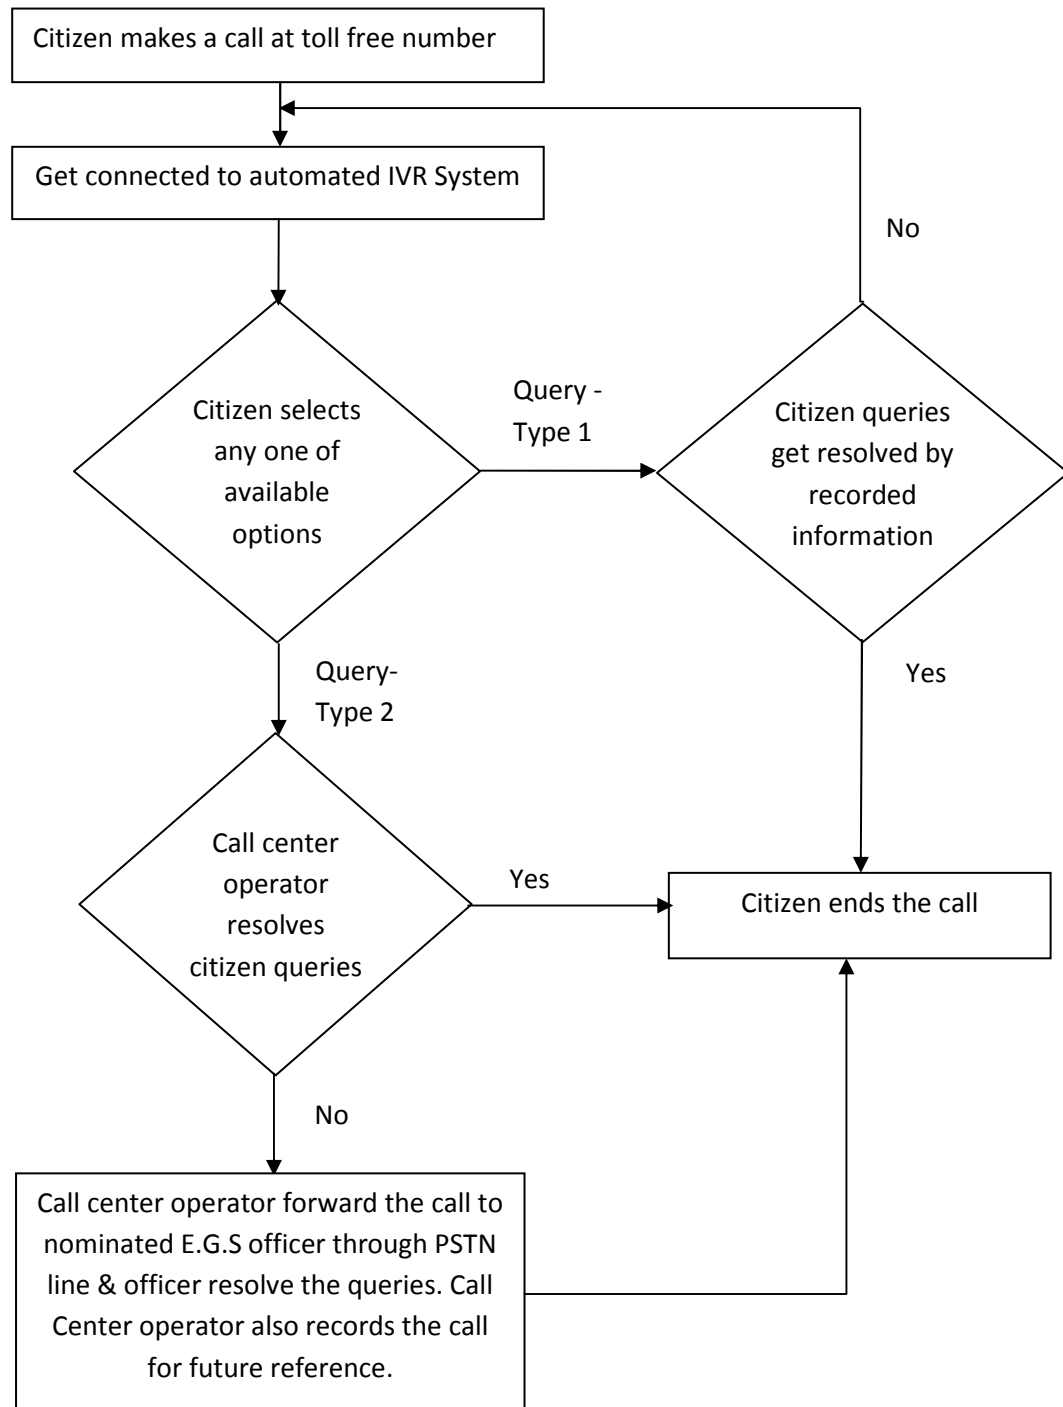 Citizen makes a call at toll free number
Get connected to automated IVR System
No
Citizen selects
any one of
available
options
Query -
Type 1
Citizen queries
get resolved by
recorded
information
Query-
Type 2
Yes
Call center
operator
resolves
citizen queries
Yes
Citizen ends the call
No
Call center operator forward the call to
nominated E.G.S officer through PSTN
line & officer resolve the queries. Call
Center operator also records the call
for future reference.